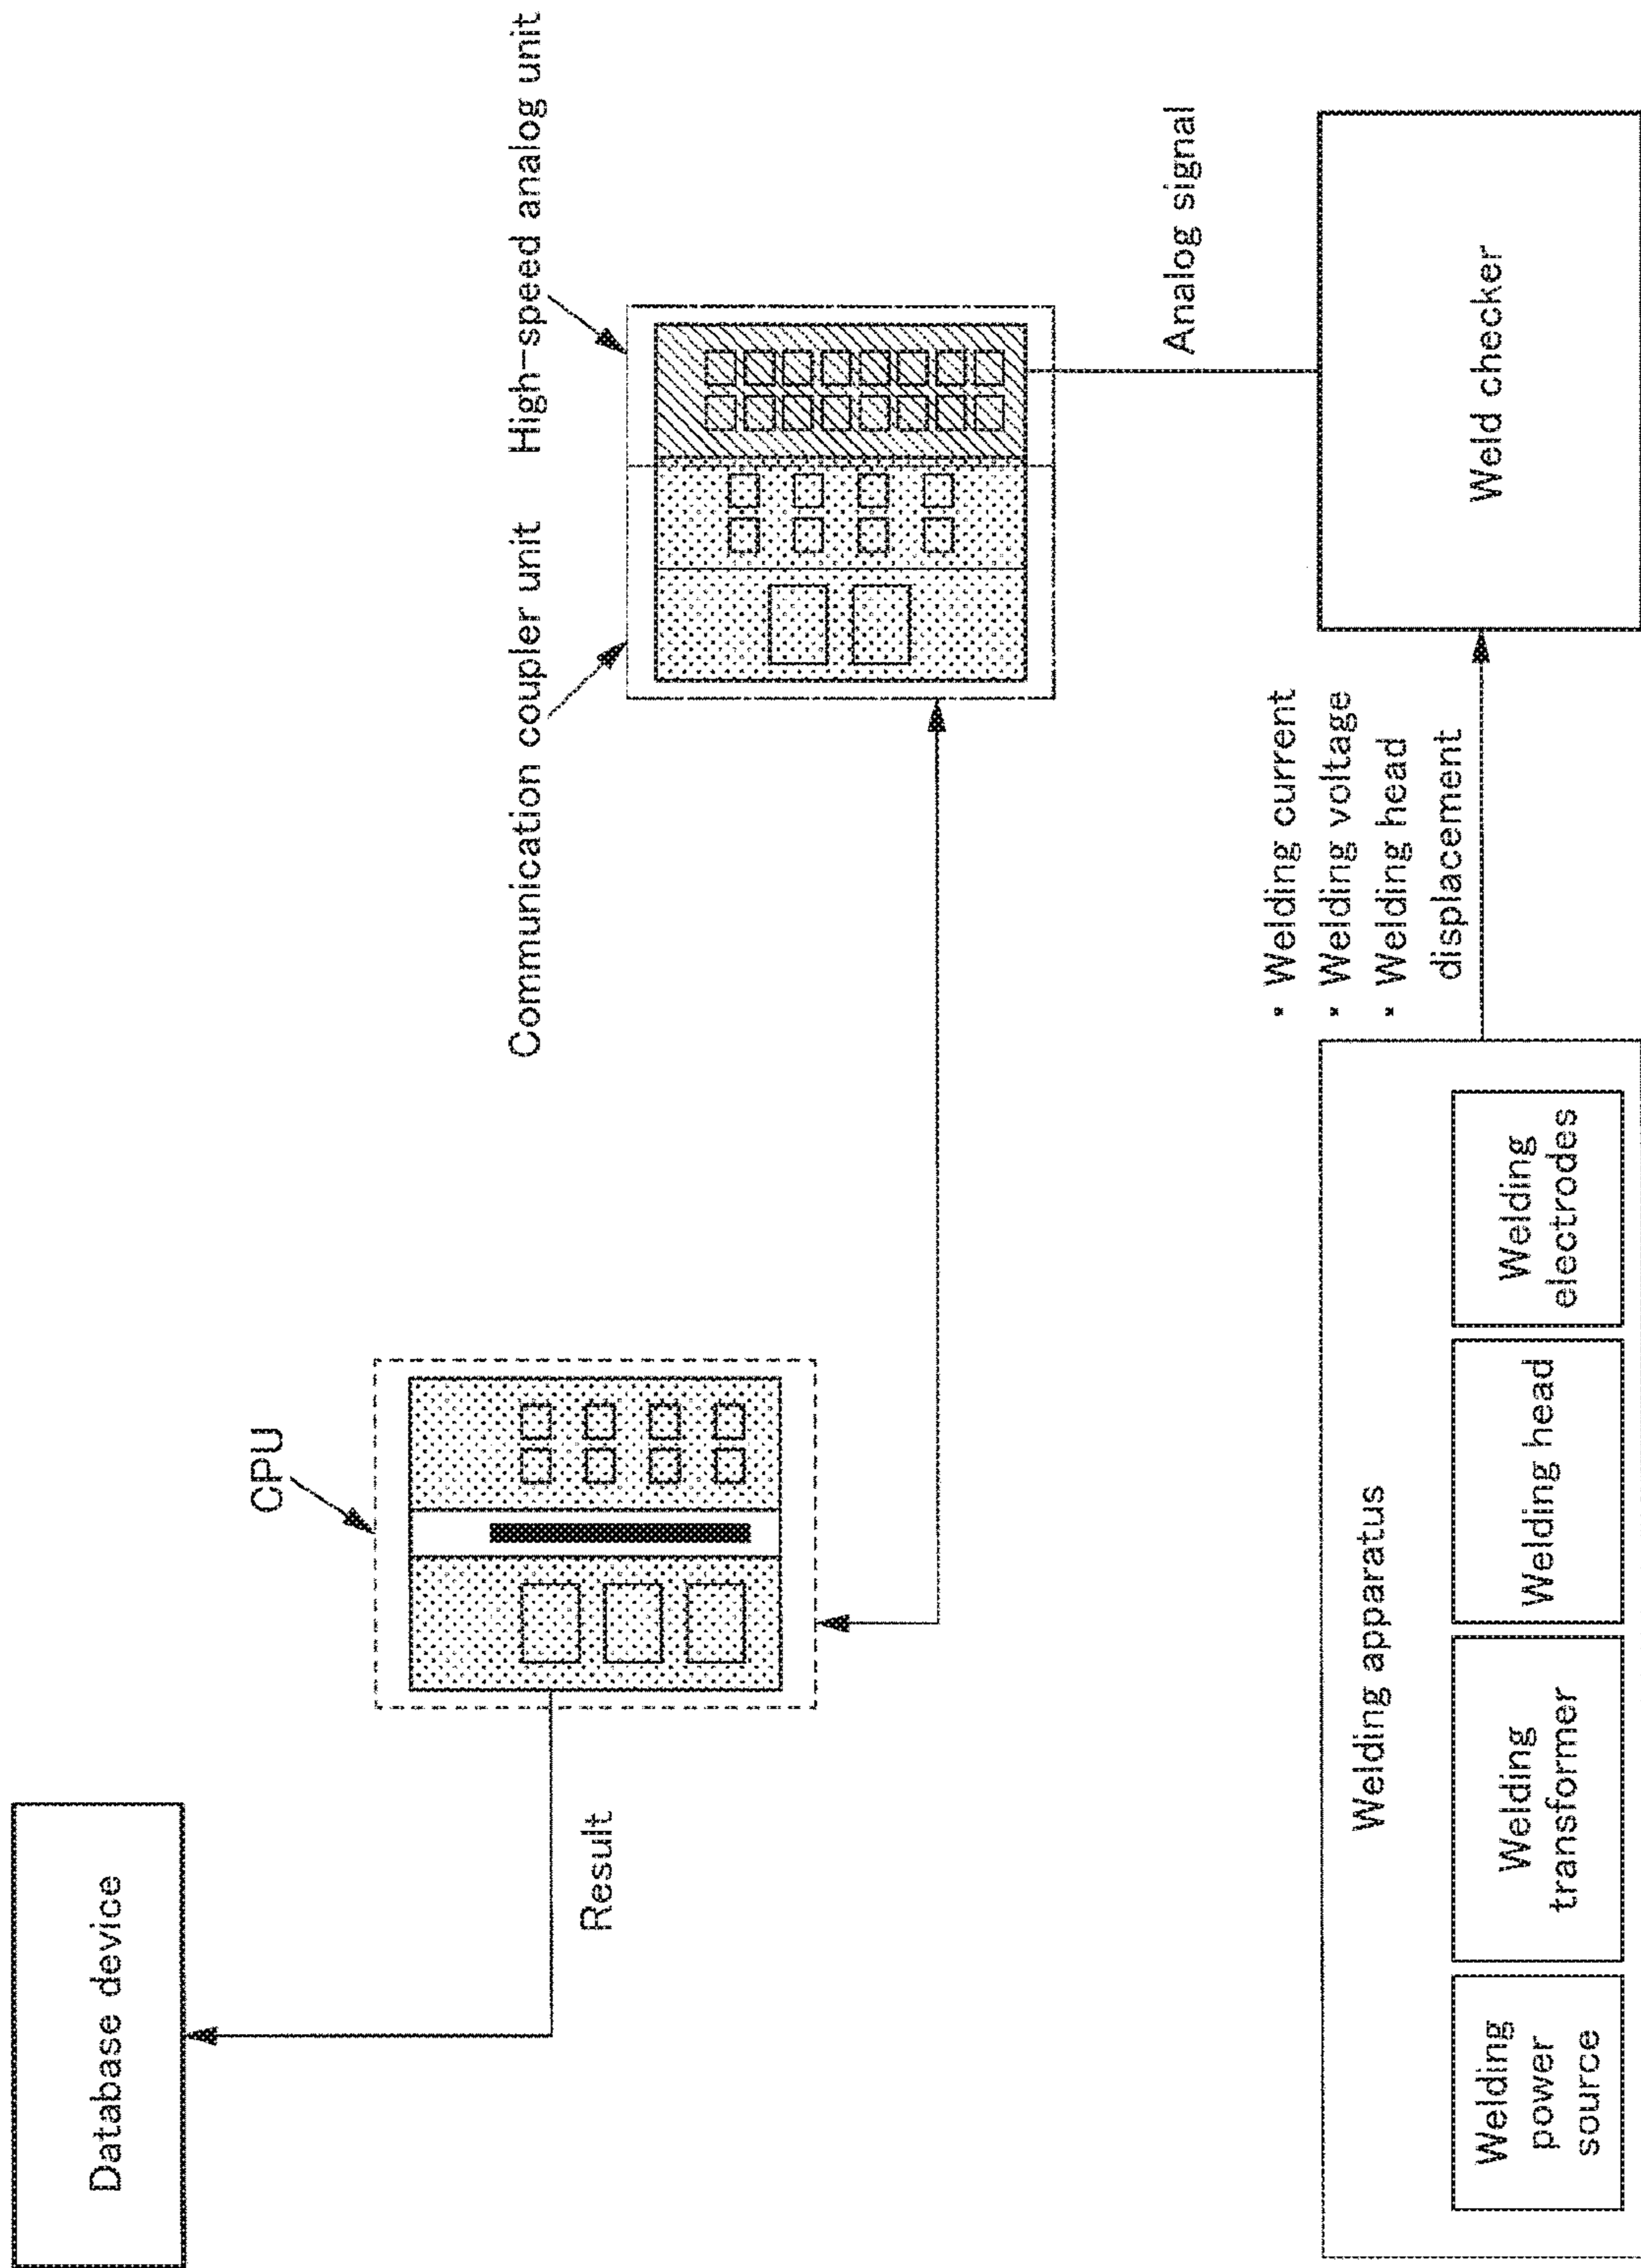 Database device
CPU
Result
Communication coupler unit
High-speed analog unit
Analog signal
Welding apparatus
Welding
power
source
Welding
transformer
Welding head
Welding
electrodes
· Welding current
· Welding voltage
· Welding head
displacement
Weld checker